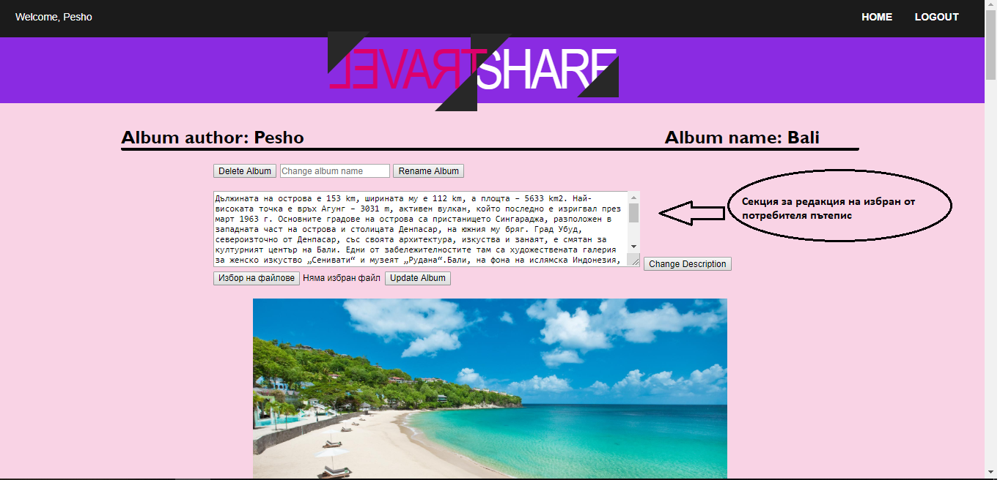 Welcome, Pesho
HOME LOGOUT
TRAVEL SHARE
Album author: Pesho
Album name: Bali
Delete Album
Change album name
Rename Album
Дължината на острова е 153 km, ширината му е 112 km, а площта – 5633 km2. Най-
високата точка е връх Агунг – 3031 m, активен вулкан, който последно е изригвал през
март 1963 г. Основните градове на острова са пристанището Сингараджа, разположен в
западната част на острова и столицата Денпасар, на южния му бряг. Град Убуд,
североизточно от Денпасар, със своята архитектура, изкуства и занаят, е смятан за
културният център на Бали. Едни от забележителностите там са художествената галерия
за женско изкуство „Сенивати“ и музеят „Рудана“.Бали, на фона на ислямска Индонезия,
Change Description
Секция за редакция на избран от
потребителя пътепис
Избор на файлове
Няма избран файл
Update Album